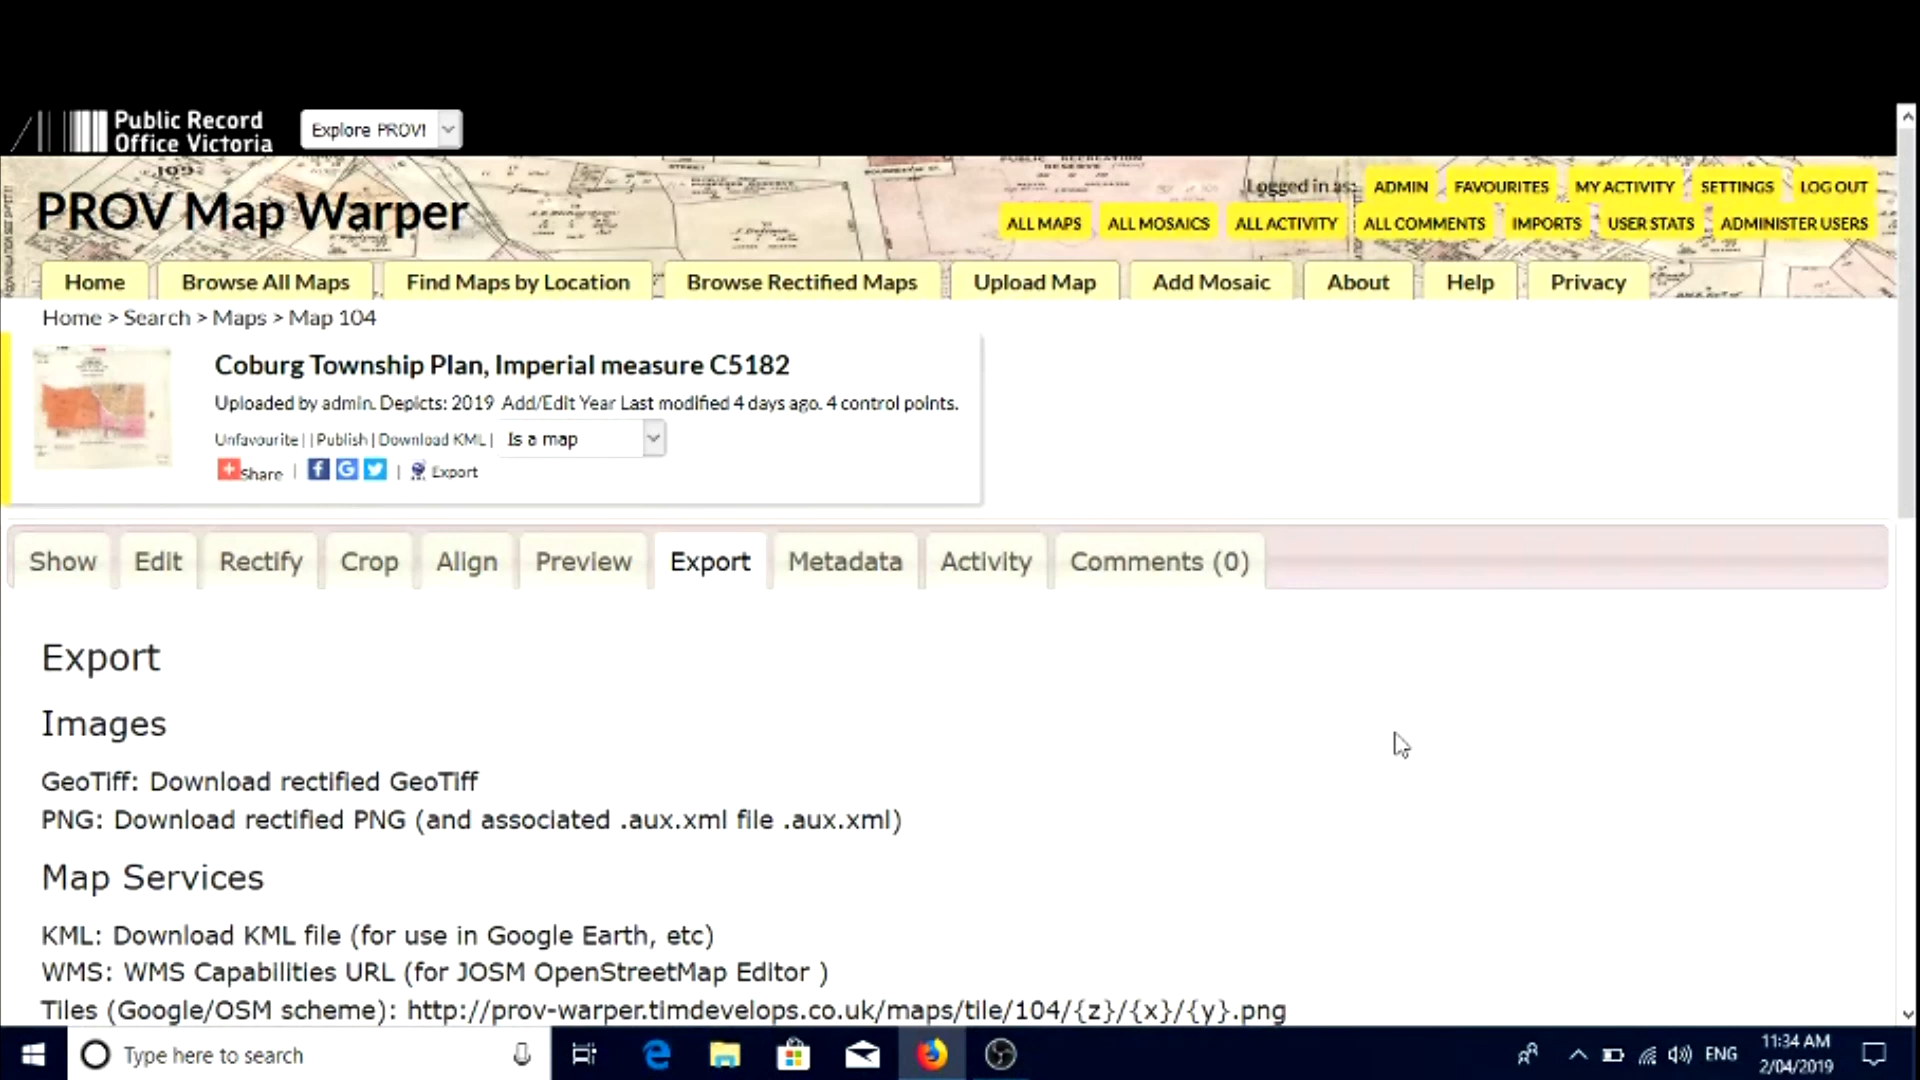 Public Record
Office Victoria
Explore PROV!
PROV Map Warper
Logged in as: ADMIN FAVOURITES MY ACTIVITY SETTINGS LOG OUT
ALL MAPS ALL MOSAICS ALL ACTIVITY ALL COMMENTS IMPORTS USER STATS ADMINISTER USERS
Home Browse All Maps Find Maps by Location Browse Rectified Maps Upload Map Add Mosaic About Help Privacy
Home > Search > Maps > Map 104
Coburg Township Plan, Imperial measure C5182
Uploaded by admin. Depicts: 2019 Add/Edit Year Last modified 4 days ago. 4 control points.
Unfavourite | | Publish | Download KML | Is a map
Share | | Export
Show Edit Rectify Crop Align Preview Export Metadata Activity Comments (0)
Export
Images
GeoTiff: Download rectified GeoTiff
PNG: Download rectified PNG (and associated .aux.xml file .aux.xml)
Map Services
KML: Download KML file (for use in Google Earth, etc)
WMS: WMS Capabilities URL (for JOSM OpenStreetMap Editor )
Tiles (Google/OSM scheme): http://prov-warper.timdevelops.co.uk/maps/tile/104/{z}/{x}/{y}.png
Type here to search
ENG
11:34 AM
2/04/2019